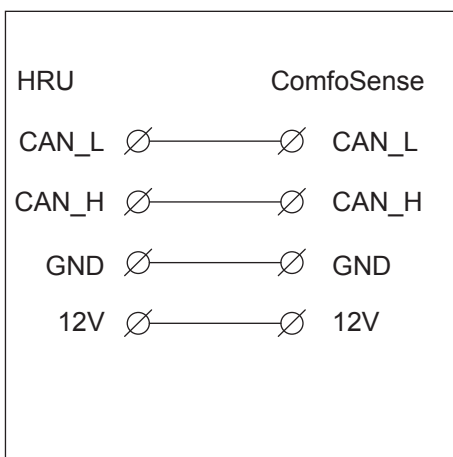 HRU ComfoSense
CAN_L CAN_L
CAN_H CAN_H
GND GND
12V 12V